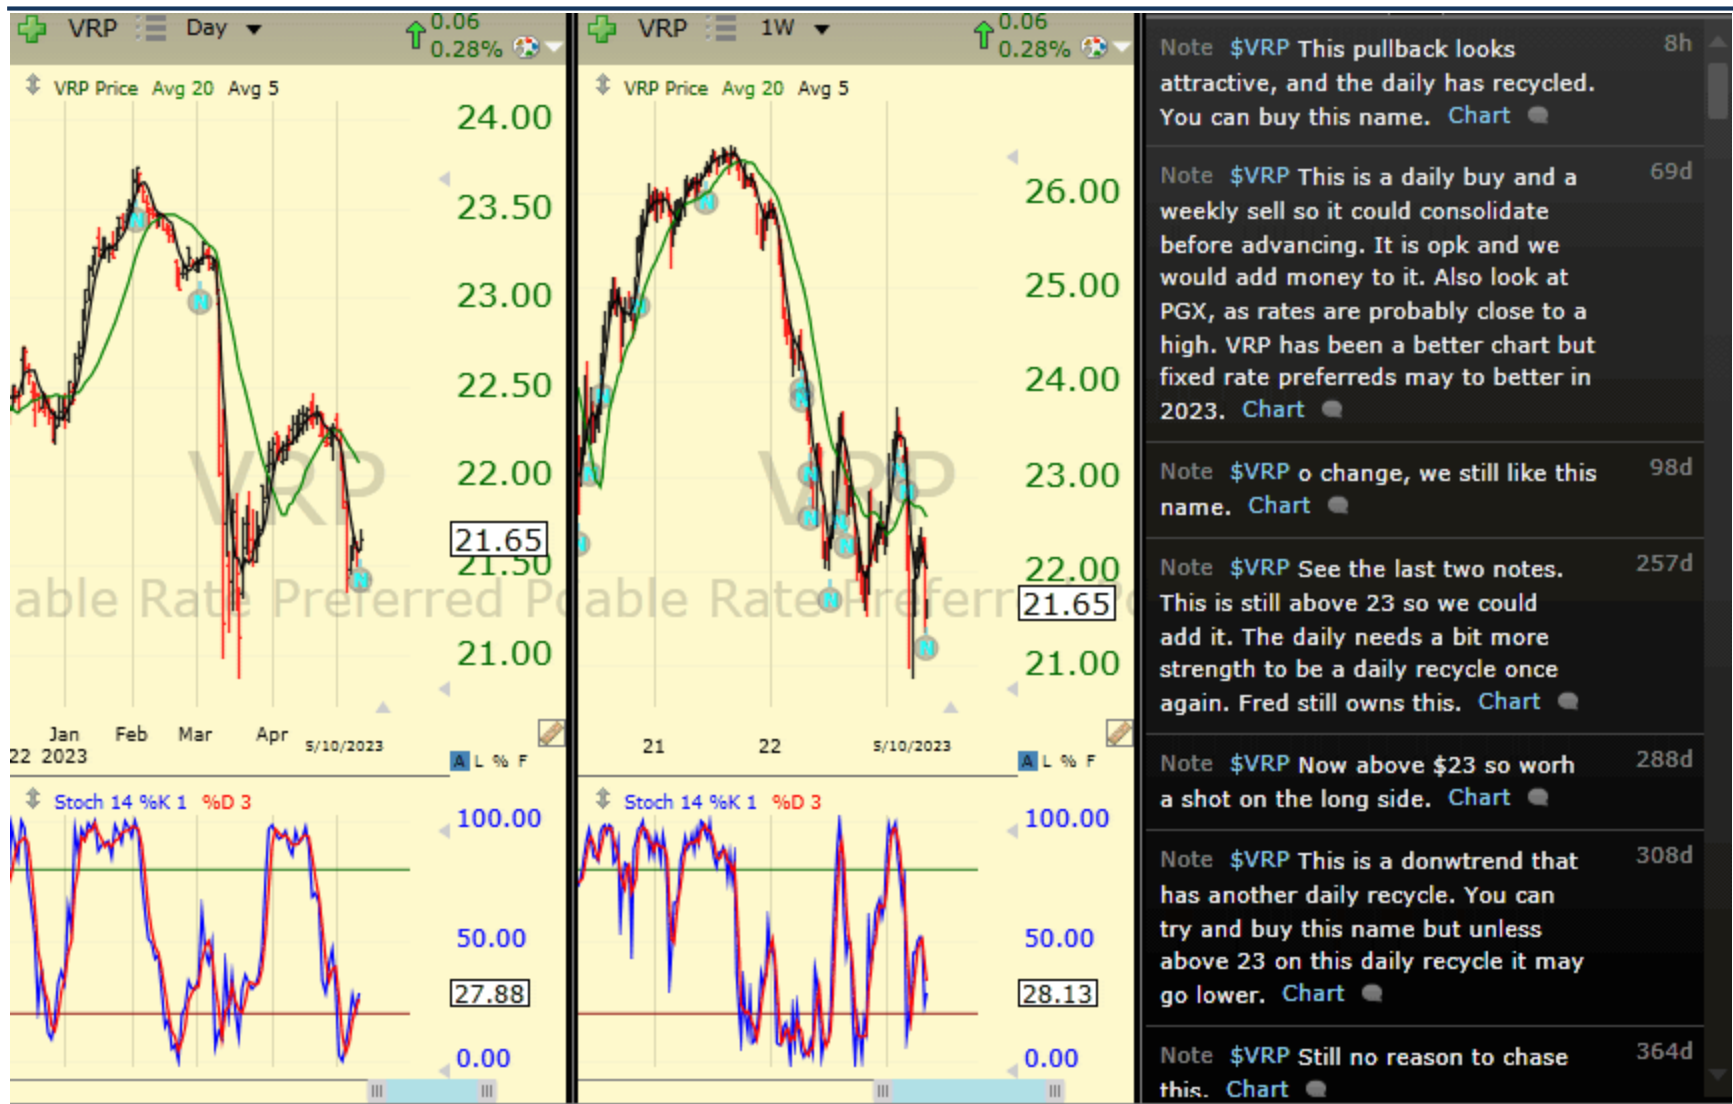 VRP Day 0.06
0.28%
VRP Price Avg 20 Avg 5
24.00
23.50
23.00
22.50
22.00
21.65
21.50
21.00
VRP
able Rate Preferred Po
Jan Feb Mar Apr 5/10/2023
22 2023
A L % F
Stoch 14 %K 1 %D 3
100.00
50.00
27.88
0.00
VRP 1W 0.06
0.28%
VRP Price Avg 20 Avg 5
26.00
25.00
24.00
23.00
22.00
21.65
21.00
VRP
able Rate Preferr
21 22 5/10/2023
A L % F
Stoch 14 %K 1 %D 3
100.00
50.00
28.13
0.00
Note $VRP This pullback looks 8h
attractive, and the daily has recycled.
You can buy this name. Chart
Note $VRP This is a daily buy and a 69d
weekly sell so it could consolidate
before advancing. It is opk and we
would add money to it. Also look at
PGX, as rates are probably close to a
high. VRP has been a better chart but
fixed rate preferreds may to better in
2023. Chart
Note $VRP o change, we still like this 98d
name. Chart
Note $VRP See the last two notes. 257d
This is still above 23 so we could
add it. The daily needs a bit more
strength to be a daily recycle once
again. Fred still owns this. Chart
Note $VRP Now above $23 so worh 288d
a shot on the long side. Chart
Note $VRP This is a donwtrend that 308d
has another daily recycle. You can
try and buy this name but unless
above 23 on this daily recycle it may
go lower. Chart
Note $VRP Still no reason to chase 364d
this. Chart